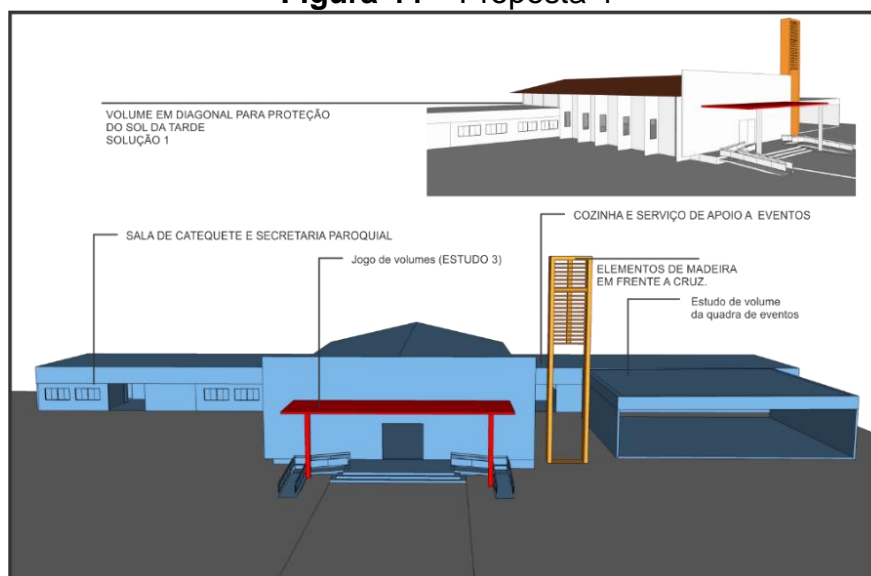 VOLUME EM DIAGONAL PARA PROTEÇÃO
DO SOL DA TARDE
SOLUÇÃO 1
COZINHA E SERVIÇO DE APOIO A EVENTOS
SALA DE CATEQUETE E SECRETARIA PAROQUIAL
Jogo de volumes (ESTUDO 3)
ELEMENTOS DE MADEIRA
EM FRENTE A CRUZ.
Estudo de volume
da quadra de eventos